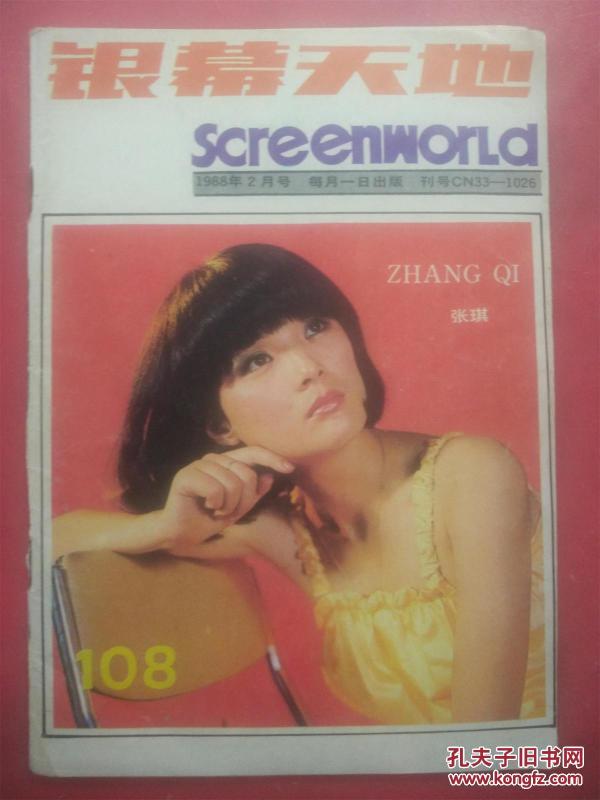 银幕天地
screenworld
1988年2月号 每月一日出版 刊号CN33—1026
ZHANG QI
张琪
108
孔夫子旧书网
www.kongfz.com